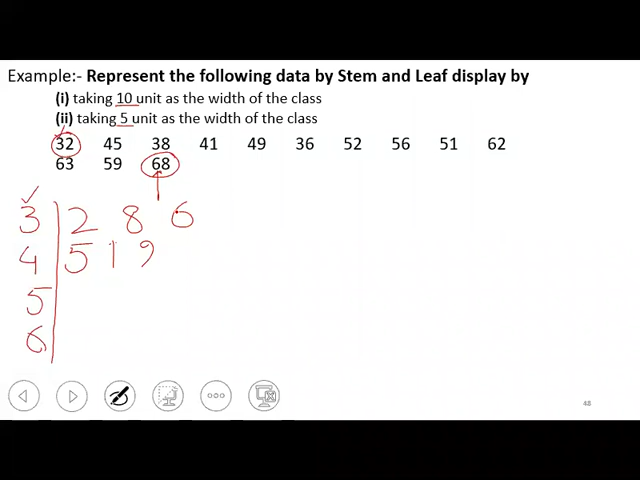 Example:- Represent the following data by Stem and Leaf display by
(i) taking 10 unit as the width of the class
(ii) taking 5 unit as the width of the class
32 45 38 41 49 36 52 56 51 62
63 59 68
3 2 8 6
4 5 1 9
5
6
48